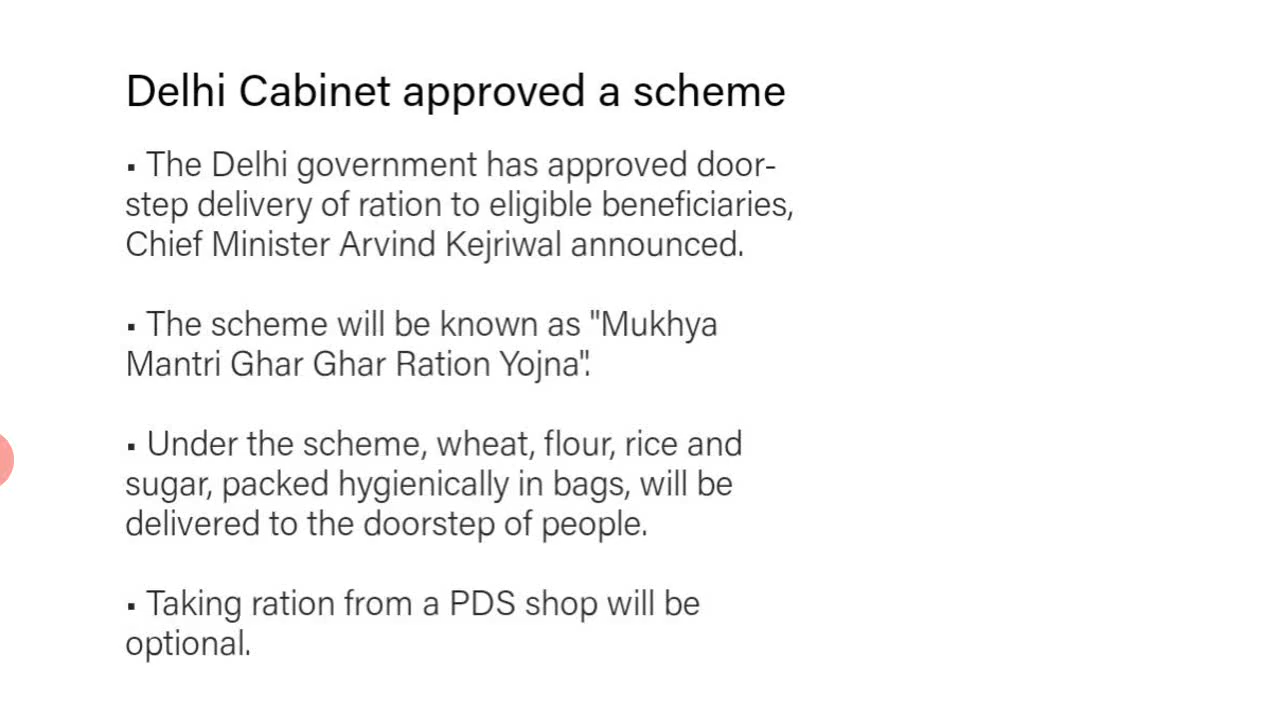 Delhi Cabinet approved a scheme
▪ The Delhi government has approved door-
step delivery of ration to eligible beneficiaries,
Chief Minister Arvind Kejriwal announced.
▪ The scheme will be known as "Mukhya
Mantri Ghar Ghar Ration Yojna".
▪ Under the scheme, wheat, flour, rice and
sugar, packed hygienically in bags, will be
delivered to the doorstep of people.
▪ Taking ration from a PDS shop will be
optional.